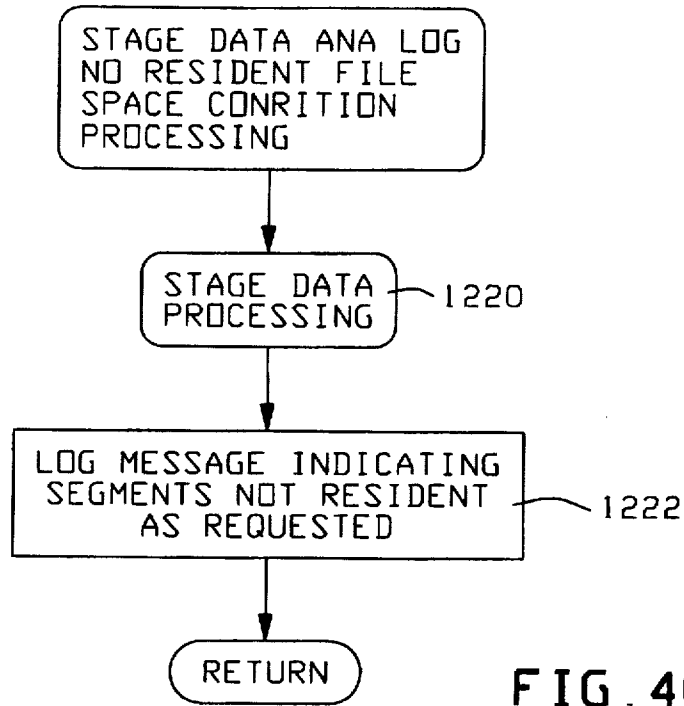 STAGE DATA ANA LOG
NO RESIDENT FILE
SPACE CONRITION
PROCESSING
STAGE DATA
PROCESSING
1220
LOG MESSAGE INDICATING
SEGMENTS NOT RESIDENT
AS REQUESTED
1222
RETURN
FIG. 4